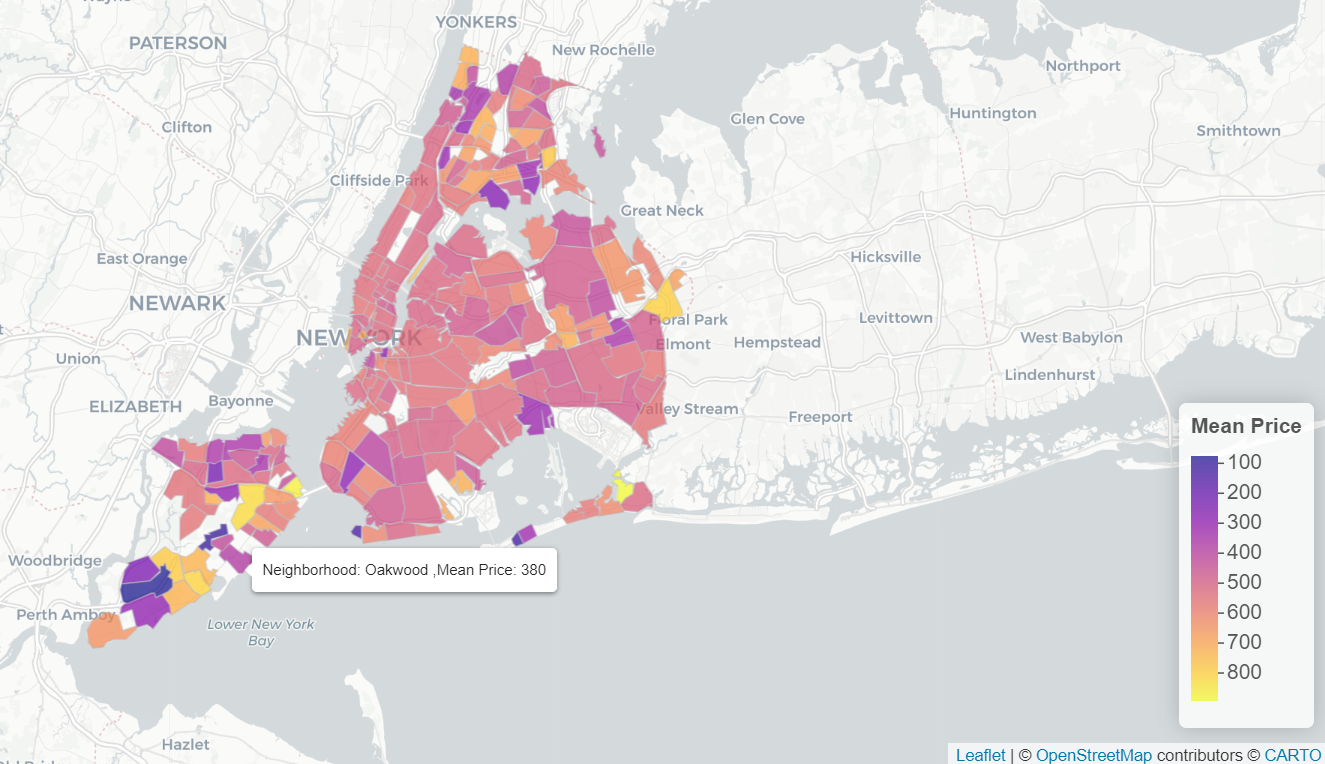 YONKERS
PATERSON
New Rochelle
Northport
Huntington
Glen Cove
Clifton
Smithtown
Cliffside Park
Great Neck
East Orange
Hicksville
NEWARK
Levittown
Floral Park
NEW YORK
West Babylon
Elmont
Hempstead
Union
Lindenhurst
Bayonne
ELIZABETH
Valley Stream
Freeport
Mean Price
100
200
300
400
500
600
700
800
Woodbridge
Neighborhood: Oakwood ,Mean Price: 380
Perth Amboy
Lower New York
Bay
Hazlet
Leaflet | © OpenStreetMap contributors © CARTO